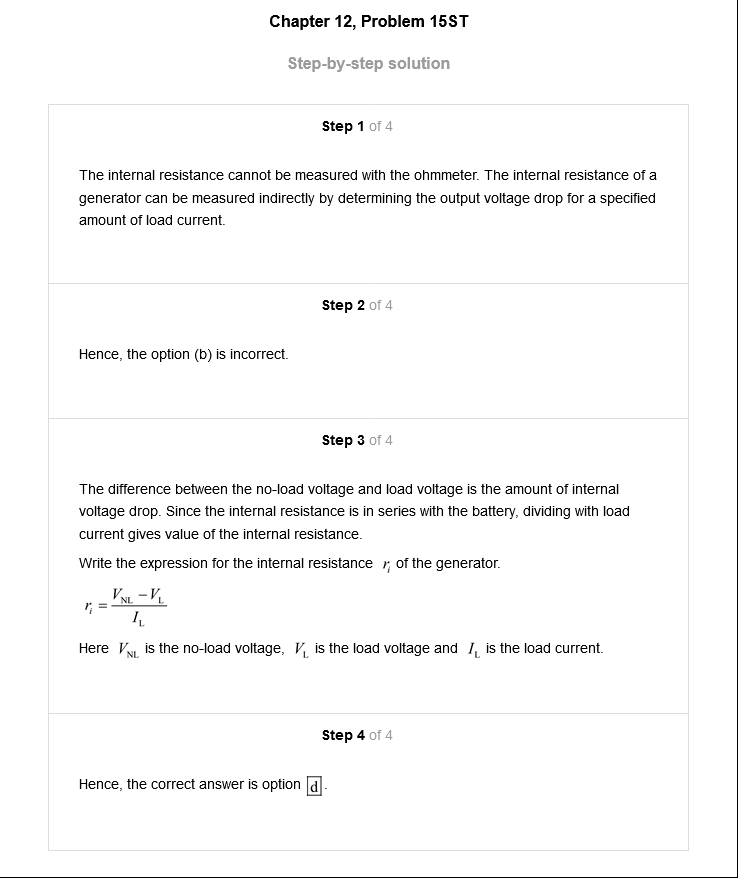 Chapter 12, Problem 15ST
Step-by-step solution
Step 1 of 4
The internal resistance cannot be measured with the ohmmeter. The internal resistance of a
generator can be measured indirectly by determining the output voltage drop for a specified
amount of load current.
Step 2 of 4
Hence, the option (b) is incorrect.
Step 3 of 4
The difference between the no-load voltage and load voltage is the amount of internal
voltage drop. Since the internal resistance is in series with the battery, dividing with load
current gives value of the internal resistance.
Write the expression for the internal resistance r_i of the generator.
r_i = (V_NL − V_L) / I_L
Here V_NL is the no-load voltage, V_L is the load voltage and I_L is the load current.
Step 4 of 4
Hence, the correct answer is option d.